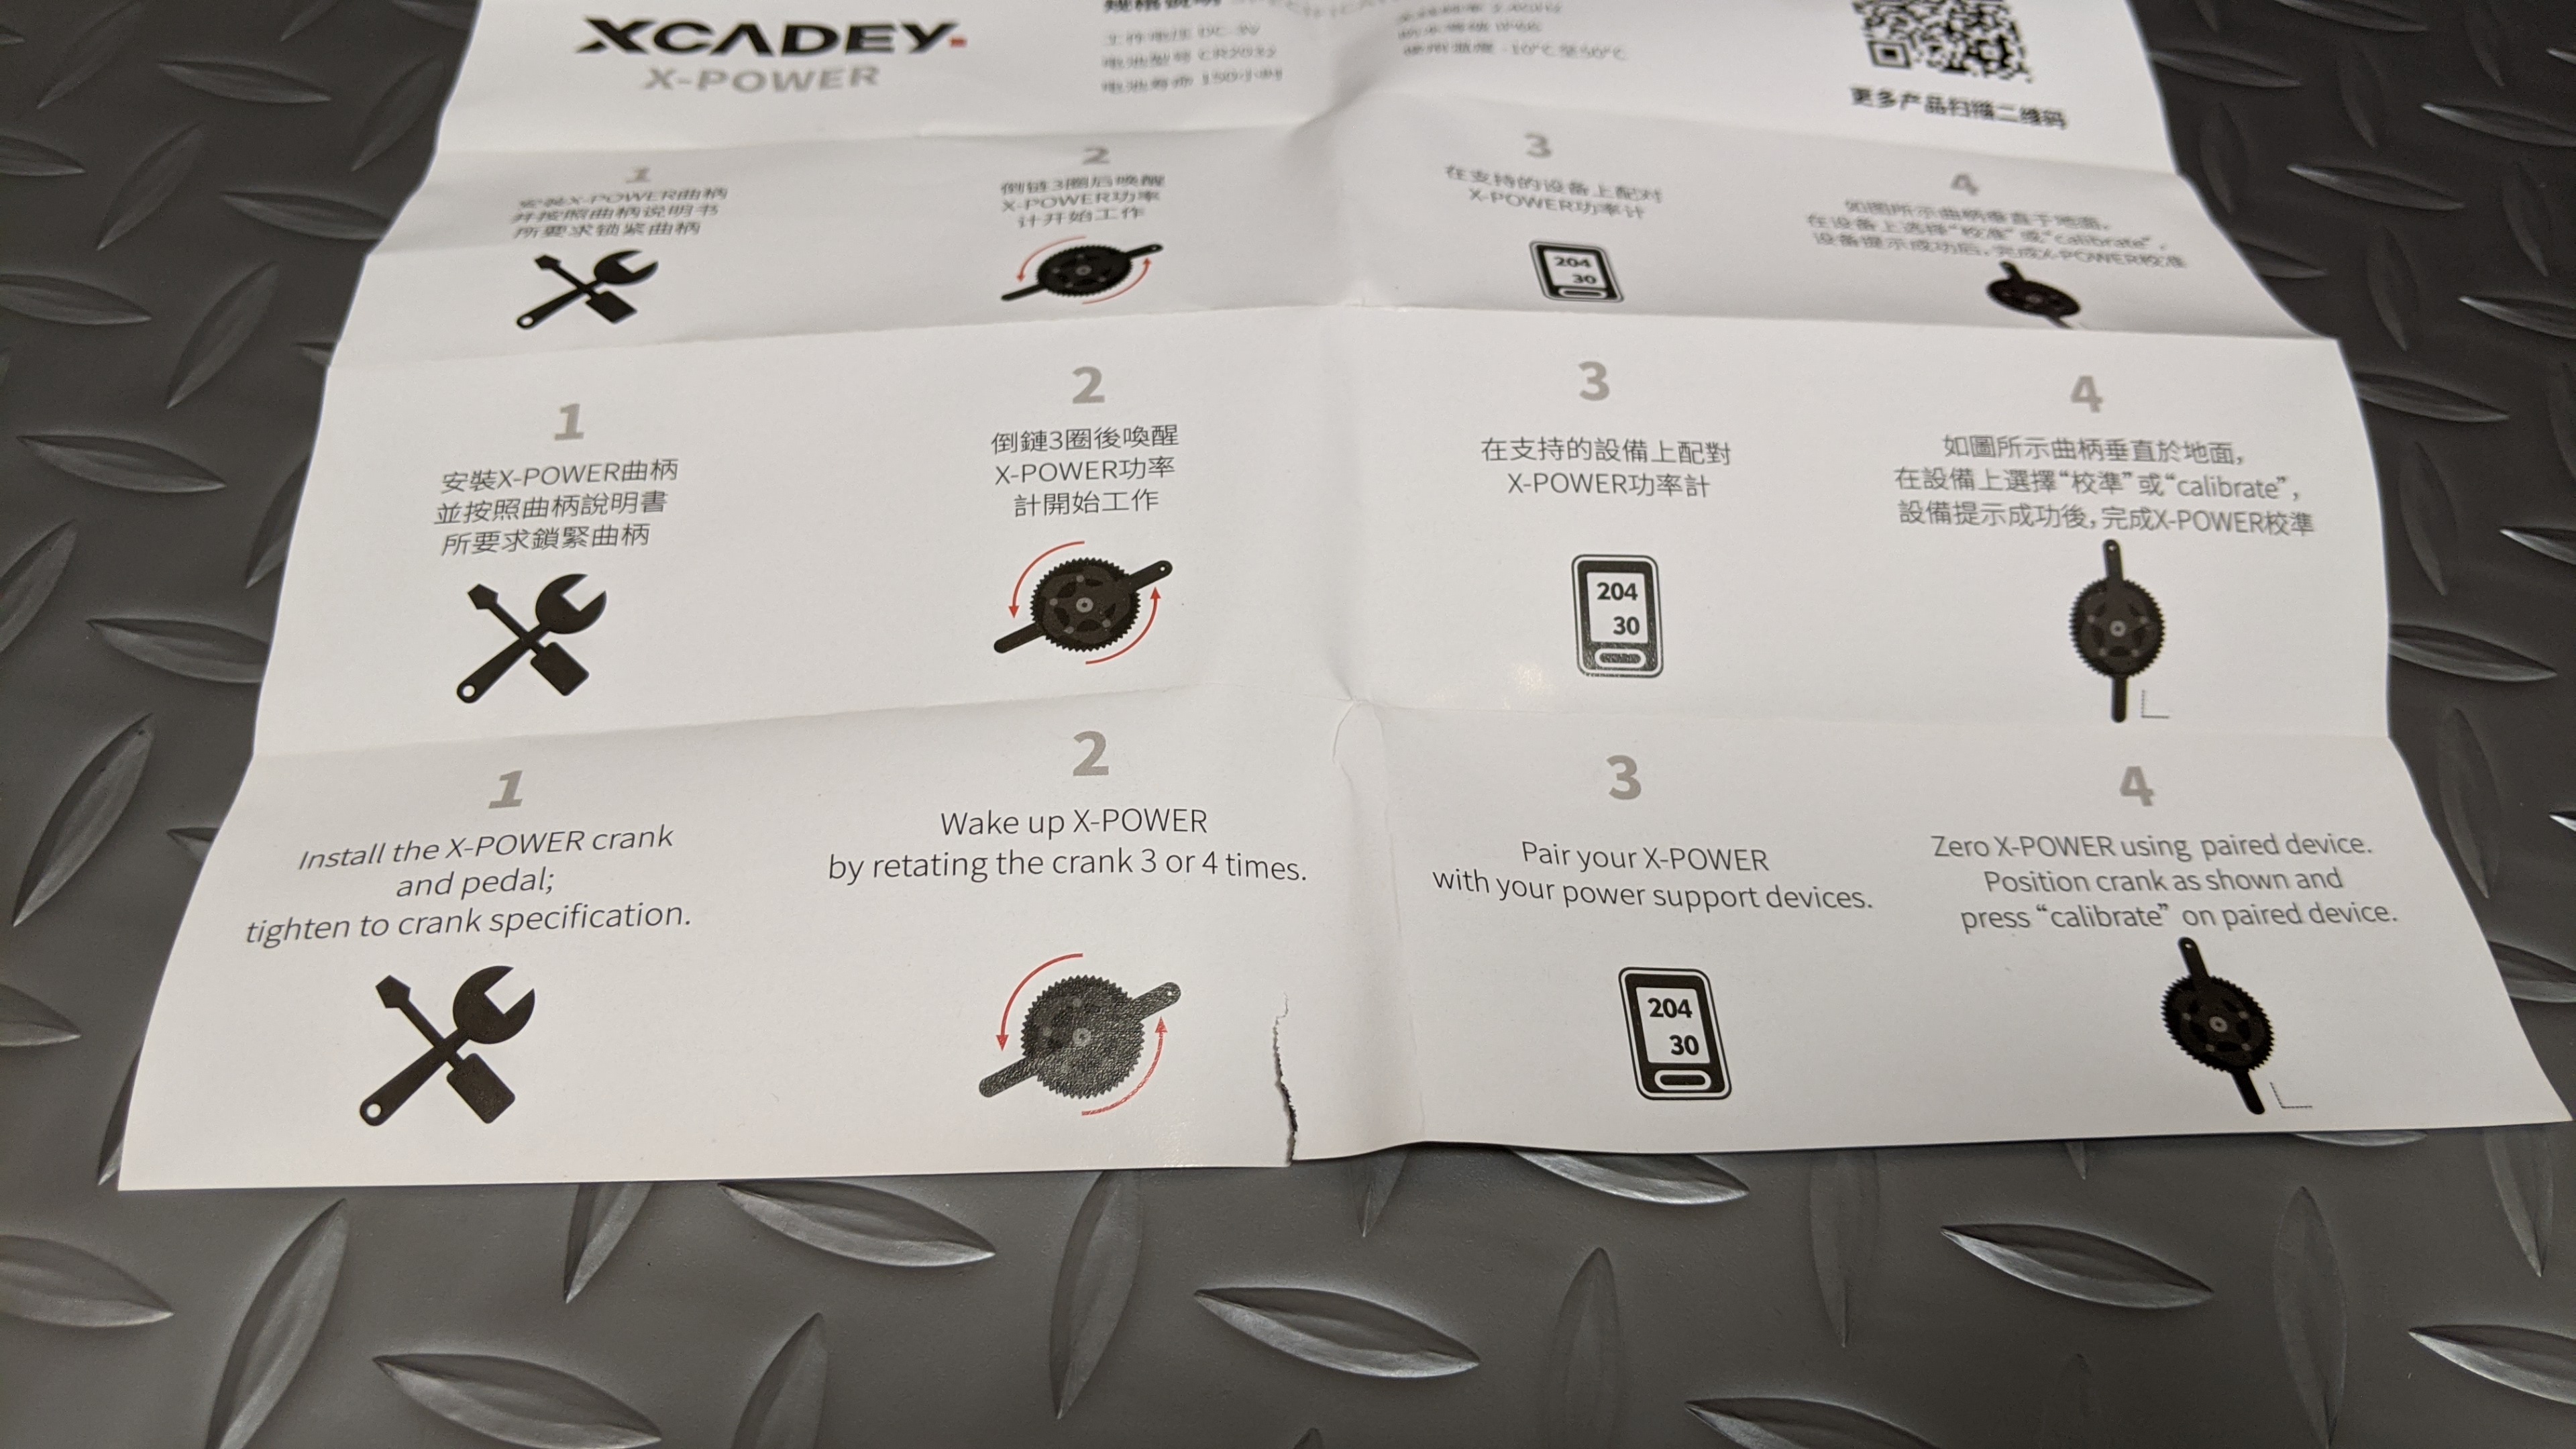 XCADEY
X-POWER
规格说明
工作电压 DC 3V
电池型号 CR2032
电池寿命 150小时
使用温度 -10°C至50°C
更多产品扫描二维码
1
安装X-POWER曲柄
并按照曲柄说明书
所要求锁紧曲柄
2
倒链3圈后唤醒
X-POWER功率
计开始工作
3
在支持的设备上配对
X-POWER功率计
204
30
4
如图所示曲柄垂直于地面,
在设备上选择“校准”或“calibrate”,
设备提示成功后,完成X-POWER校准
1
安裝X-POWER曲柄
並按照曲柄說明書
所要求鎖緊曲柄
2
倒鏈3圈後喚醒
X-POWER功率
計開始工作
3
在支持的設備上配對
X-POWER功率計
204
30
4
如圖所示曲柄垂直於地面,
在設備上選擇“校準”或“calibrate”,
設備提示成功後,完成X-POWER校準
1
Install the X-POWER crank
and pedal;
tighten to crank specification.
2
Wake up X-POWER
by retating the crank 3 or 4 times.
3
Pair your X-POWER
with your power support devices.
204
30
4
Zero X-POWER using paired device.
Position crank as shown and
press “calibrate” on paired device.